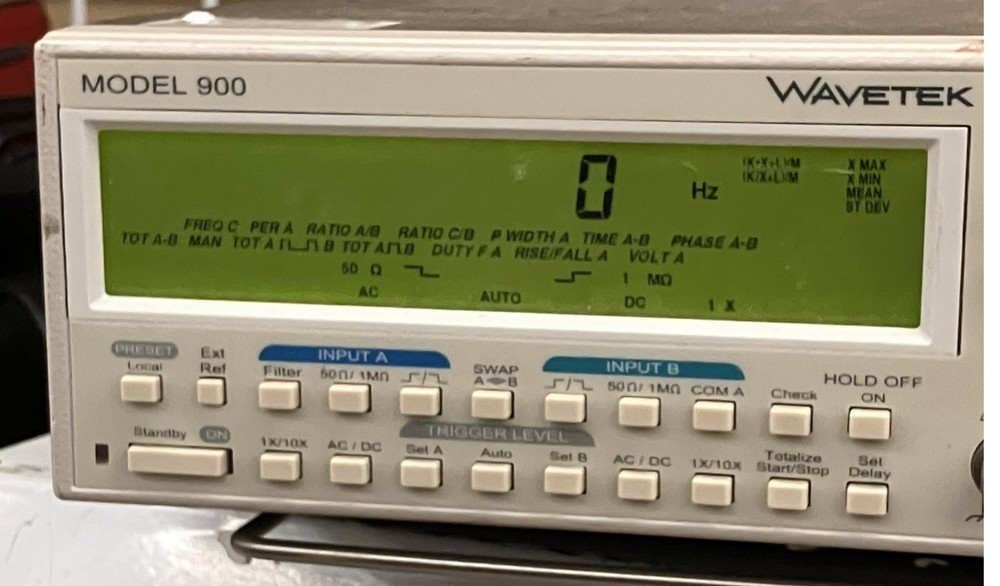 MODEL 900
WAVETEK
0 Hz
(K*X+L)/M
(K/X+L)/M
X MAX
X MIN
MEAN
ST DEV
FREQ C PER A RATIO A/B RATIO C/B P WIDTH A TIME A-B PHASE A-B
TOT A-B MAN TOT A B TOT A B DUTY F A RISE/FALL A VOLT A
50 Ω 1 MΩ
AC AUTO DC 1 X
PRESET
Local
Ext
Ref
INPUT A
Filter 50Ω/1MΩ
SWAP
A B
INPUT B
50Ω/1MΩ COM A
Check
HOLD OFF
ON
Standby ON
TRIGGER LEVEL
1X/10X AC/DC Set A Auto Set B AC/DC 1X/10X
Totalize
Start/Stop
Set
Delay